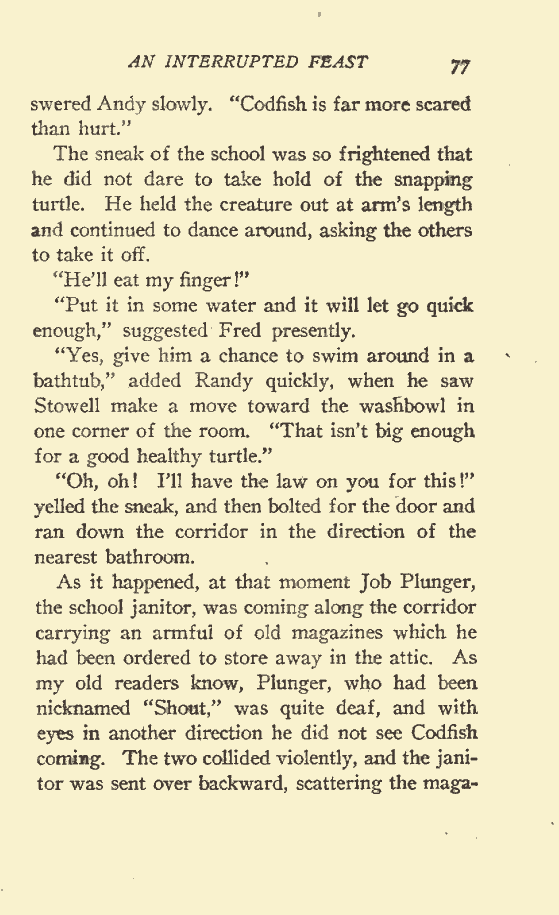 AN INTERRUPTED FEAST 77
swered Andy slowly. "Codfish is far more scared
than hurt."
The sneak of the school was so frightened that
he did not dare to take hold of the snapping
turtle. He held the creature out at arm's length
and continued to dance around, asking the others
to take it off.
"He'll eat my finger!"
"Put it in some water and it will let go quick
enough," suggested Fred presently.
"Yes, give him a chance to swim around in a
bathtub," added Randy quickly, when he saw
Stowell make a move toward the washbowl in
one corner of the room. "That isn't big enough
for a good healthy turtle."
"Oh, oh! I'll have the law on you for this!"
yelled the sneak, and then bolted for the door and
ran down the corridor in the direction of the
nearest bathroom.
As it happened, at that moment Job Plunger,
the school janitor, was coming along the corridor
carrying an armful of old magazines which he
had been ordered to store away in the attic. As
my old readers know, Plunger, who had been
nicknamed "Shout," was quite deaf, and with
eyes in another direction he did not see Codfish
coming. The two collided violently, and the jani-
tor was sent over backward, scattering the maga-